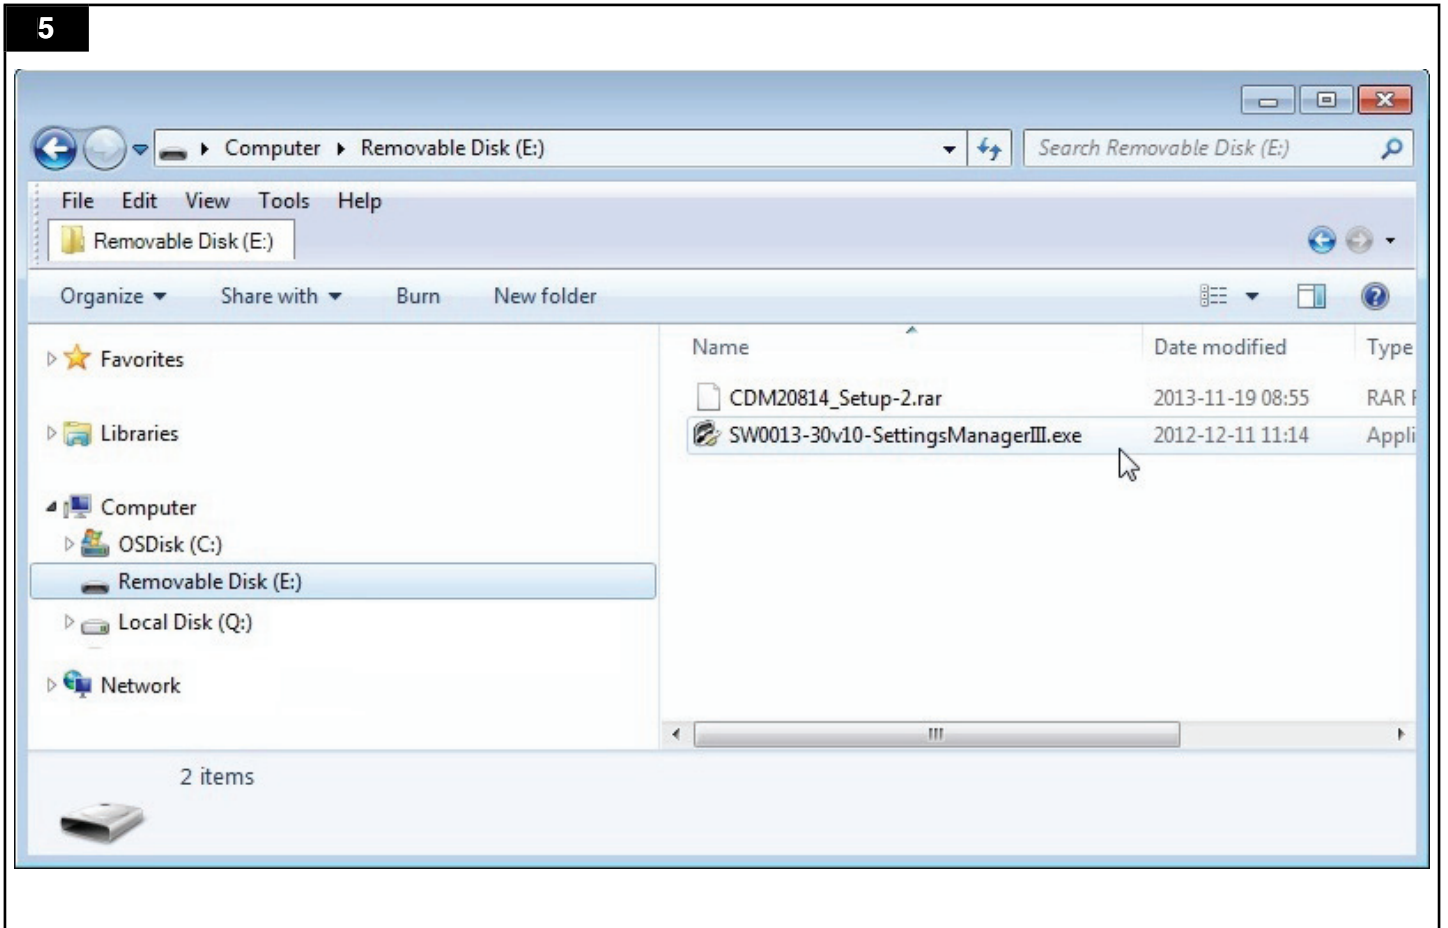 5
Computer Removable Disk (E:) Search Removable Disk (E:)
File Edit View Tools Help
Removable Disk (E:)
Organize Share with Burn New folder
Name Date modified Type
Favorites
CDM20814_Setup-2.rar 2013-11-19 08:55 RAR F
Libraries
SW0013-30v10-SettingsManagerIII.exe 2012-12-11 11:14 Appli
Computer
OSDisk (C:)
Removable Disk (E:)
Local Disk (Q:)
Network
2 items